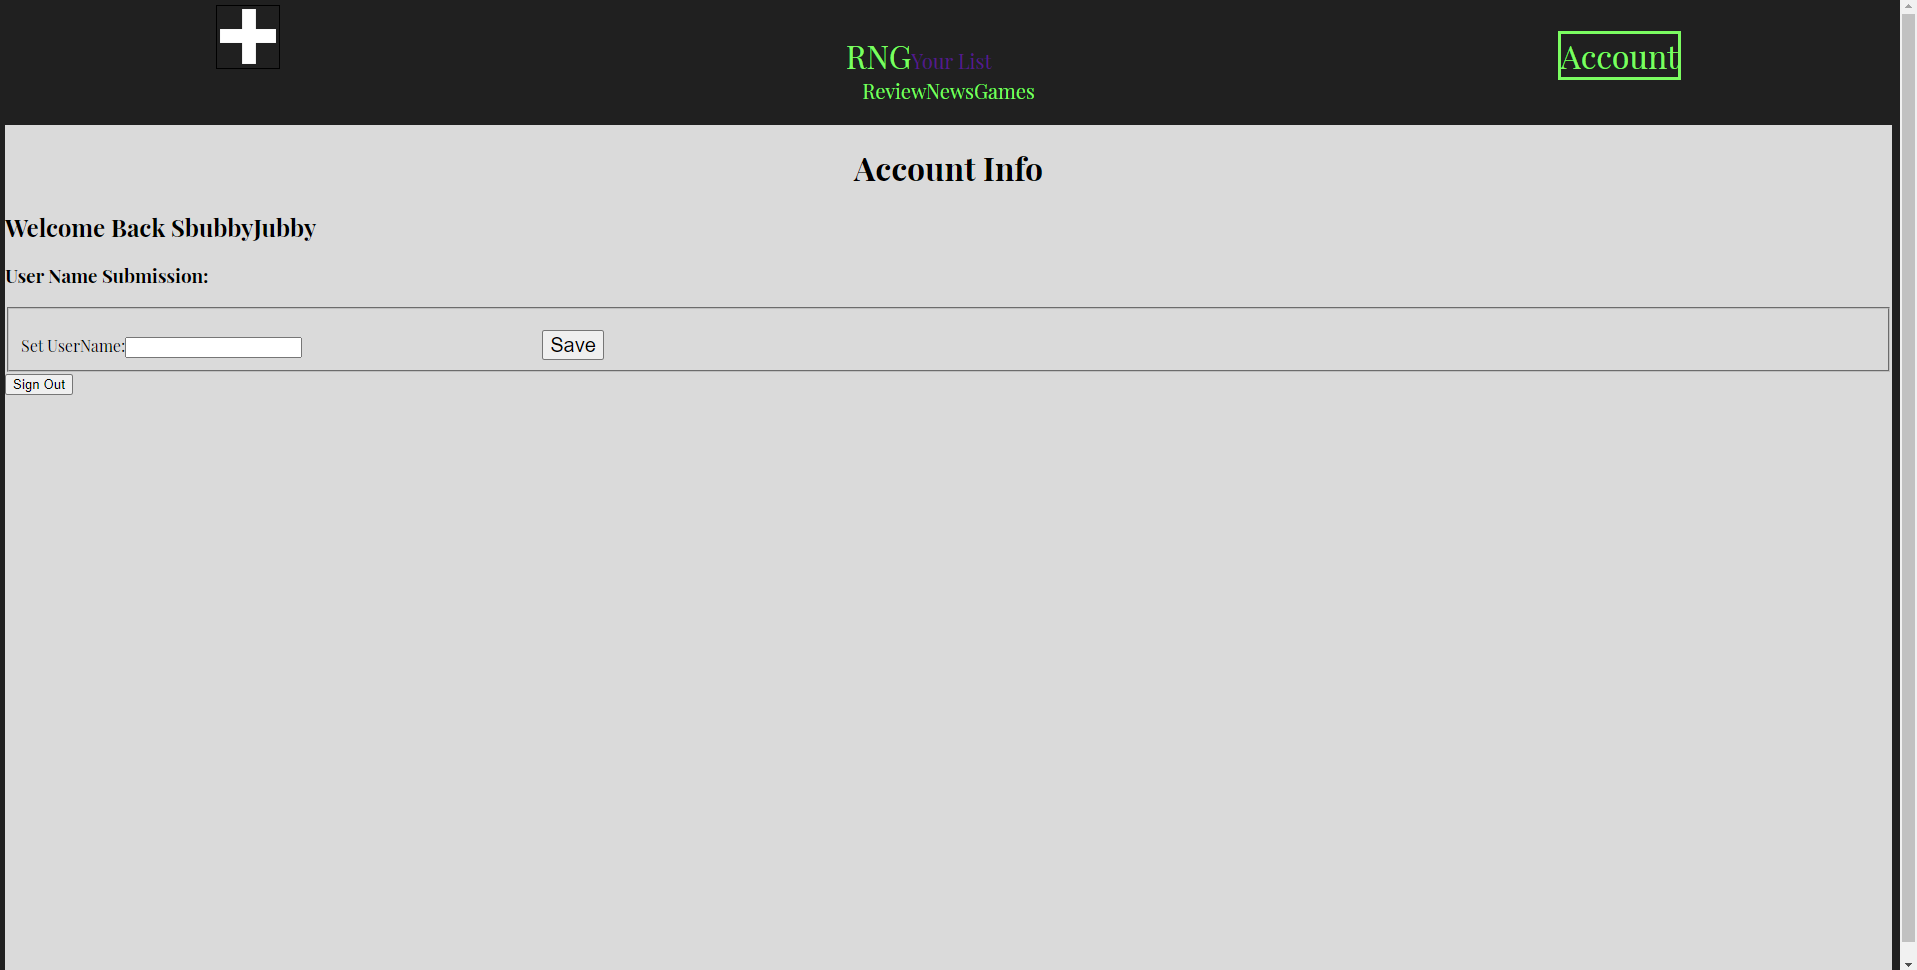 RNGYour List
ReviewNewsGames
Account
Account Info
Welcome Back SbubbyJubby
User Name Submission:
Set UserName:
Save
Sign Out